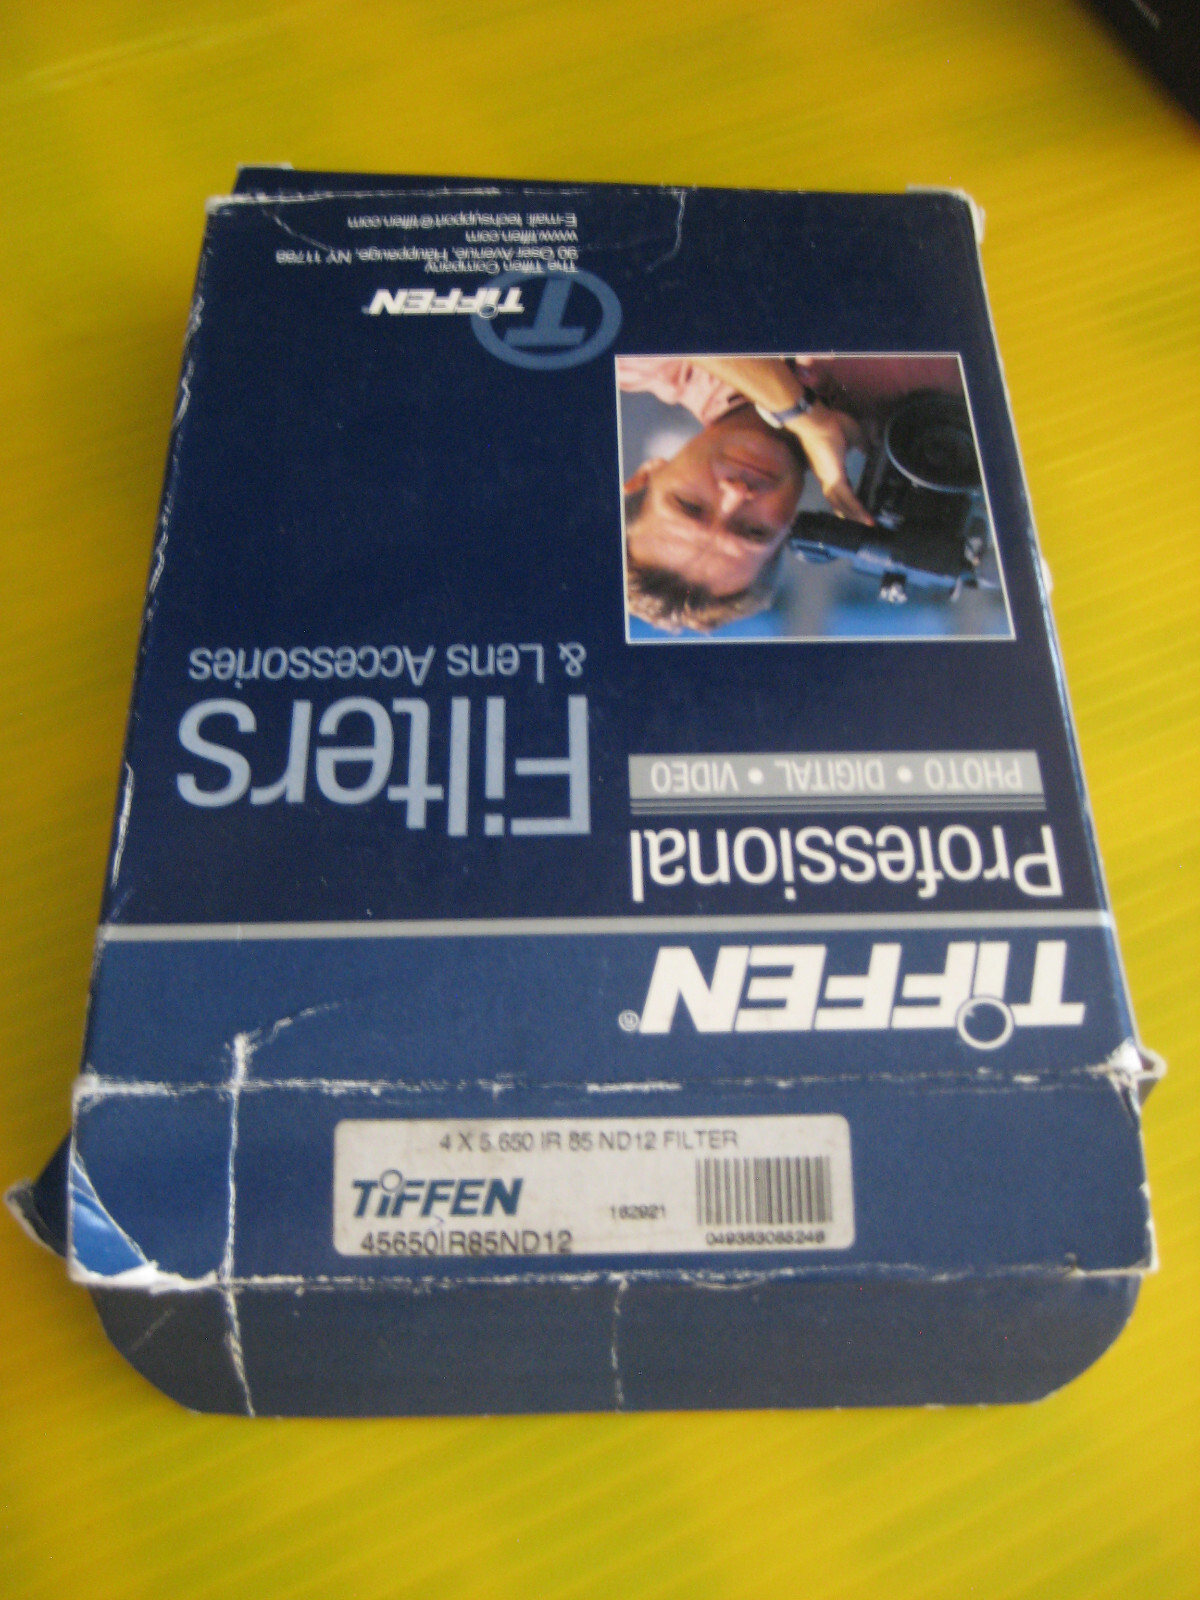 TIFFEN®
Professional
PHOTO • DIGITAL • VIDEO
Filters
& Lens Accessories
TIFFEN
The Tiffen Company
90 Oser Avenue, Hauppauge, NY 11788
www.tiffen.com
E-mail: techsupport@tiffen.com
4 X 5.650 IR 85 ND12 FILTER
TIFFEN
162921
45650IR85ND12
049383085248